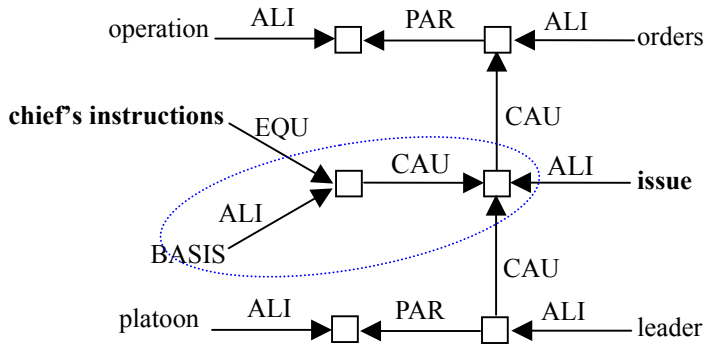 operation ALI PAR ALI orders
CAU
chief's instructions EQU
CAU ALI issue
ALI
BASIS
CAU
platoon ALI PAR ALI leader